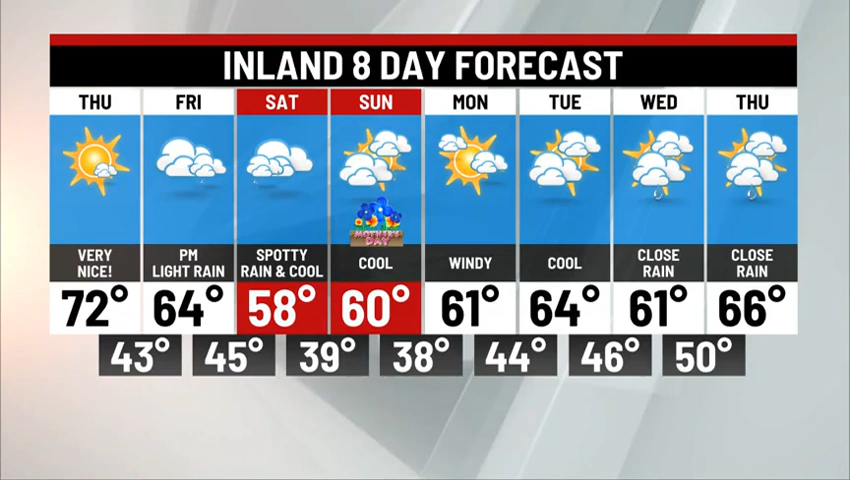 INLAND 8 DAY FORECAST
THU FRI SAT SUN MON TUE WED THU
MOTHER'S
DAY
VERY
NICE!
PM
LIGHT RAIN
SPOTTY
RAIN & COOL
COOL
WINDY
COOL
CLOSE
RAIN
CLOSE
RAIN
72° 64° 58° 60° 61° 64° 61° 66°
43° 45° 39° 38° 44° 46° 50°